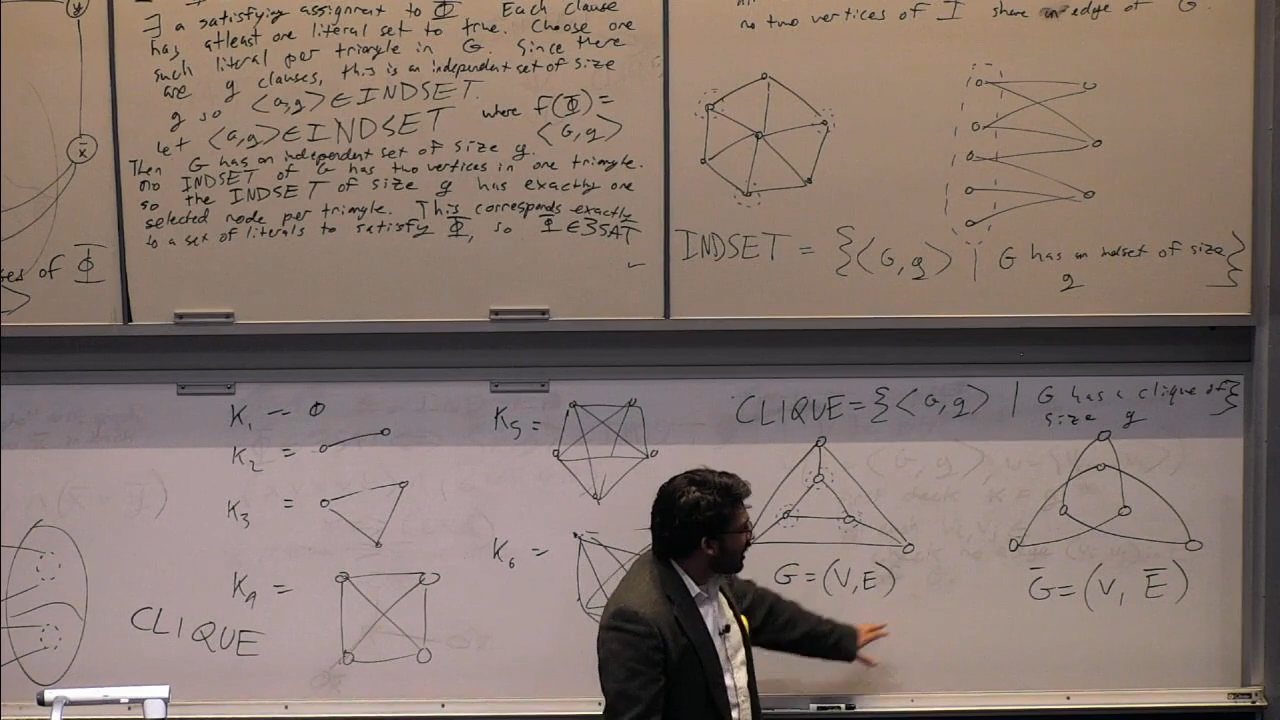 y
x̄
ses of Φ
∃ a satisfying assignment to Φ. Each clause
has atleast one literal set to true. Choose one
such literal per triangle in G. Since there
are g clauses, this is an independent set of size
g so <G,g> ∈ INDSET.
Let <G,g> ∈ INDSET where f(Φ) = <G,g>
Then G has an independent set of size g.
no INDSET of G has two vertices in one triangle.
so the INDSET of size g has exactly one
selected node per triangle. This corresponds exactly
to a set of literals to satisfy Φ, so Φ ∈ 3SAT
✓
no two vertices of I share an edge of G.
INDSET = {<G,g> | G has an indset of size g}
K₁ =
K₂ =
K₃ =
K₄ =
CLIQUE
K₅ =
K₆ =
CLIQUE = {<G,g> | G has a clique of size g}
G = (V, E)
Ḡ = (V, Ē)